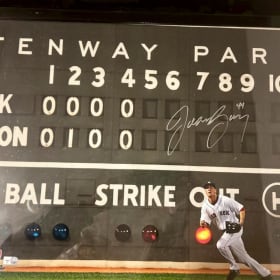 ENWAY PAR
1 2 3 4 5 6 7 8 9 10
K 0 0 0 0
ON 0 1 0 0
BALL STRIKE OUT H